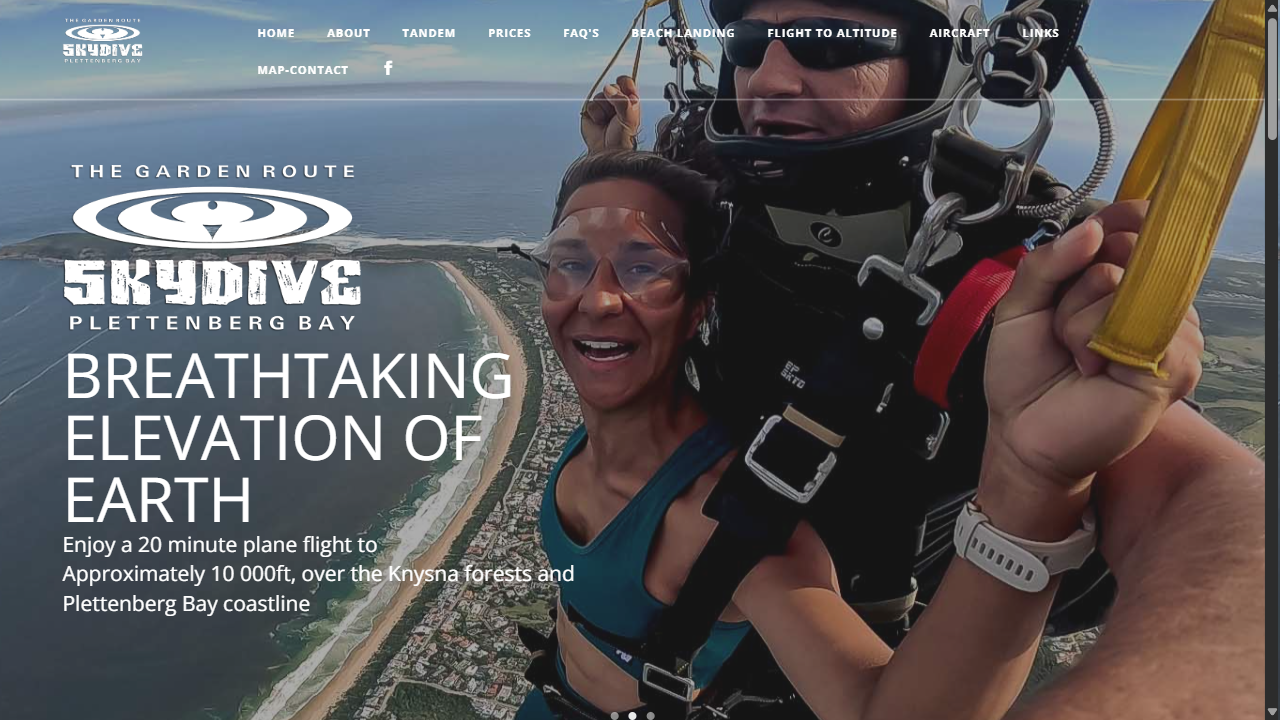 THE GARDEN ROUTE
SKYDIVE
PLETTENBERG BAY
HOME ABOUT TANDEM PRICES FAQ'S BEACH LANDING FLIGHT TO ALTITUDE AIRCRAFT LINKS
MAP-CONTACT
THE GARDEN ROUTE
SKYDIVE
PLETTENBERG BAY
BREATHTAKING
ELEVATION OF
EARTH
Enjoy a 20 minute plane flight to
Approximately 10 000ft, over the Knysna forests and
Plettenberg Bay coastline